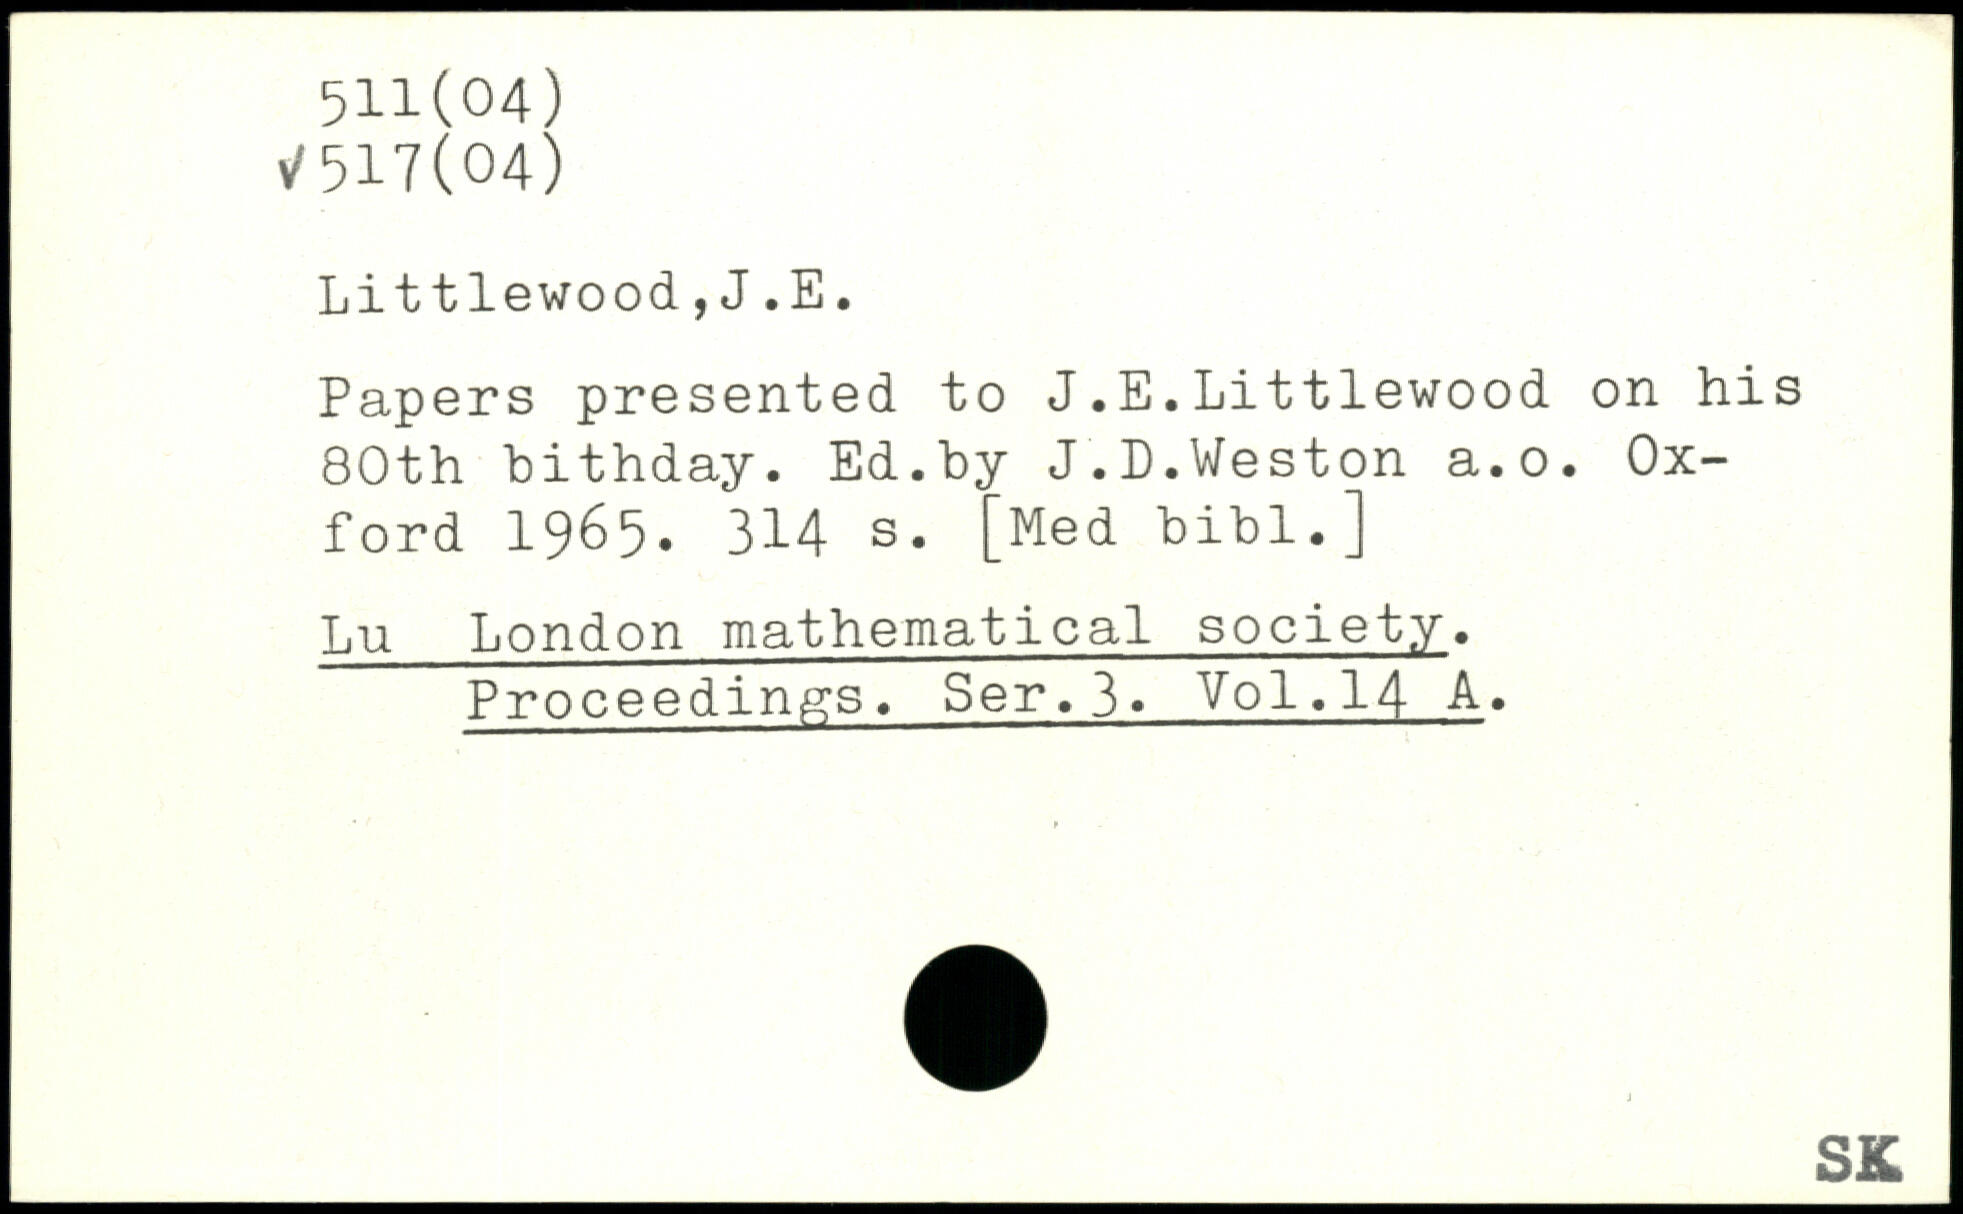 511(04)
✓517(04)
Littlewood,J.E.
Papers presented to J.E.Littlewood on his
80th bithday. Ed.by J.D.Weston a.o. Ox-
ford 1965. 314 s. [Med bibl.]
Lu London mathematical society.
Proceedings. Ser.3. Vol.14 A.
SK